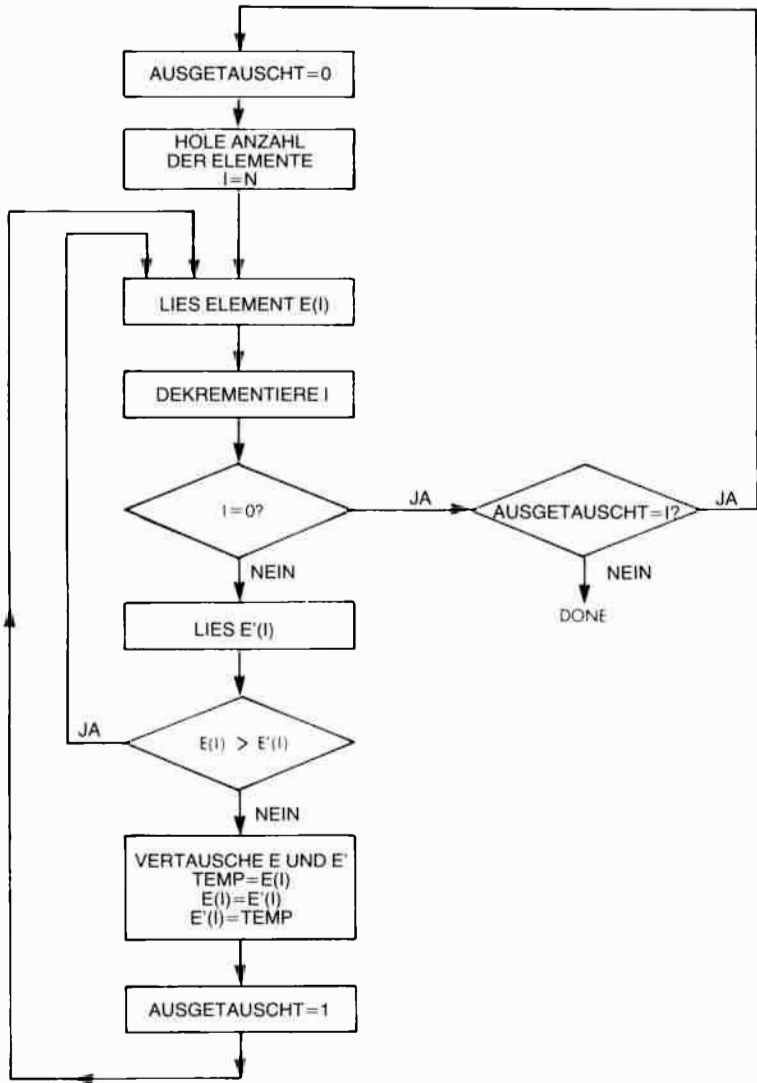 AUSGETAUSCHT=0
HOLE ANZAHL
DER ELEMENTE
I=N
LIES ELEMENT E(I)
DEKREMENTIERE I
I=0?
JA
AUSGETAUSCHT=I?
JA
NEIN
NEIN
DONE
LIES E'(I)
JA
E(I) > E'(I)
NEIN
VERTAUSCHE E UND E'
TEMP=E(I)
E(I)=E'(I)
E'(I)=TEMP
AUSGETAUSCHT=1